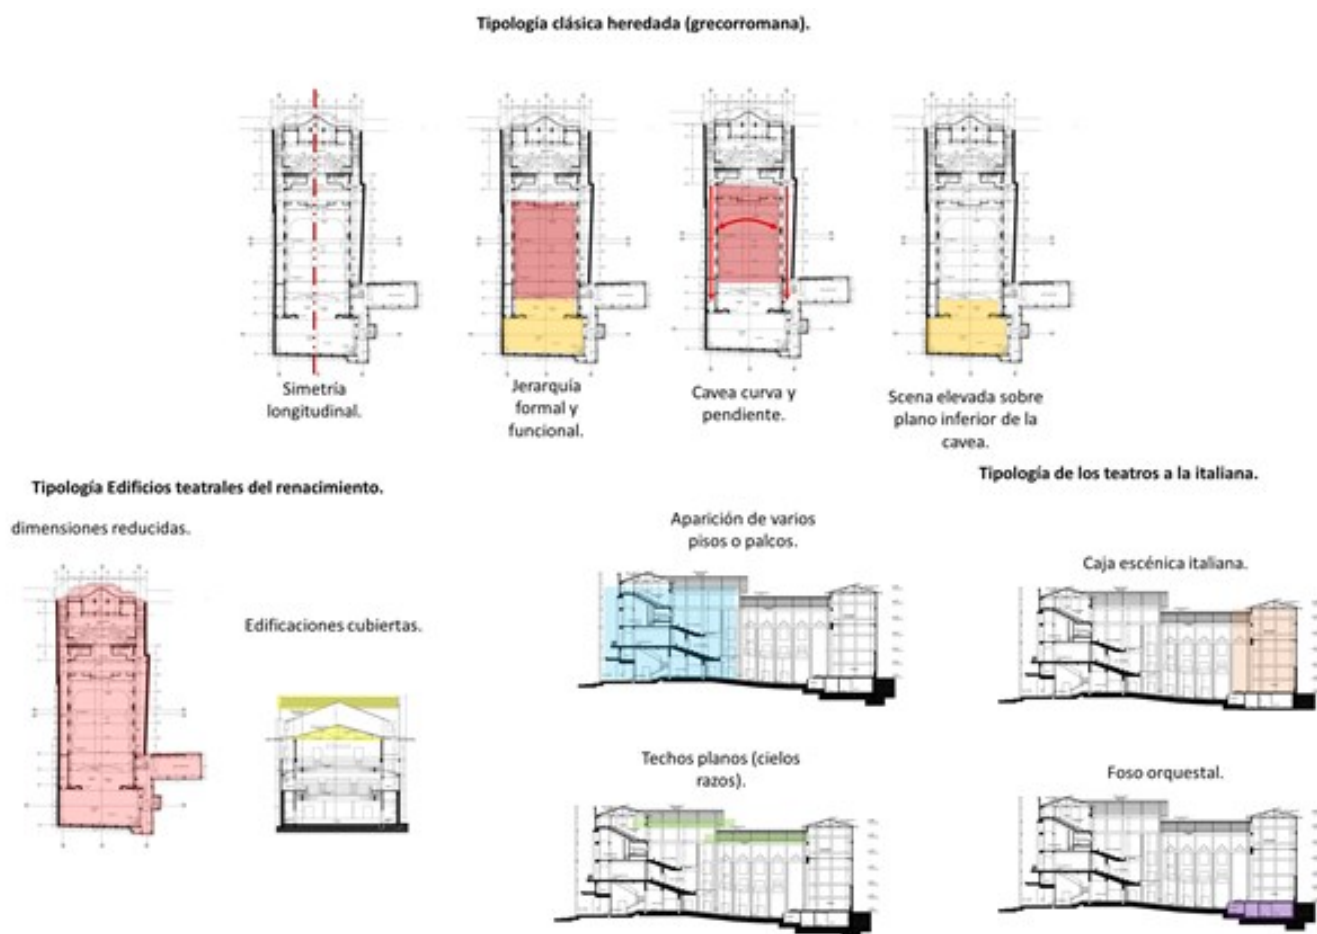 Tipología clásica heredada (grecorromana).
Simetría
longitudinal.
Jerarquía
formal y
funcional.
Cavea curva y
pendiente.
Scena elevada sobre
plano inferior de la
cavea.
Tipología Edificios teatrales del renacimiento.
dimensiones reducidas.
Edificaciones cubiertas.
Aparición de varios
pisos o palcos.
Techos planos (cielos
razos).
Tipología de los teatros a la italiana.
Caja escénica italiana.
Foso orquestal.